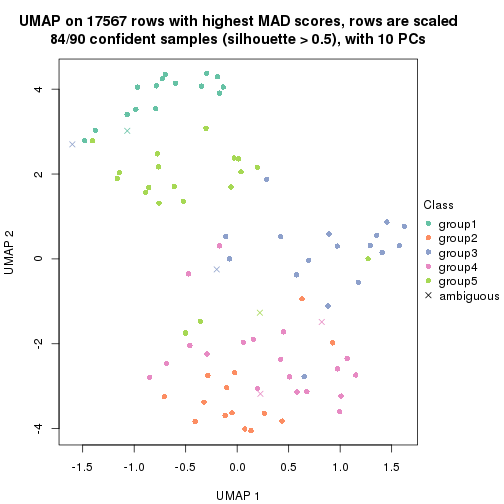 UMAP on 17567 rows with highest MAD scores, rows are scaled
84/90 confident samples (silhouette > 0.5), with 10 PCs
4
2
0
-2
-4
UMAP 2
-1.5 -1.0 -0.5 0.0 0.5 1.0 1.5
UMAP 1
Class
group1
group2
group3
group4
group5
ambiguous